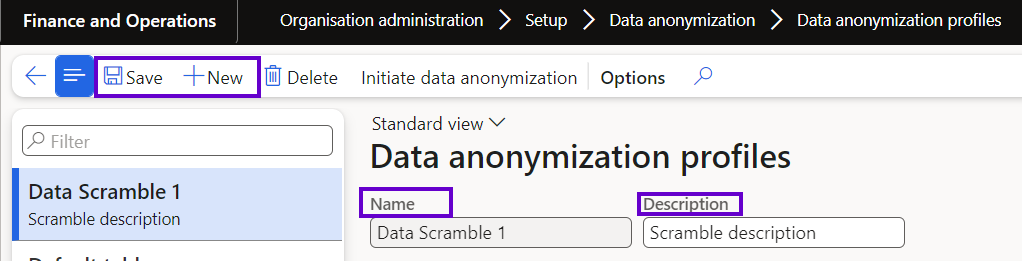 Finance and Operations
Organisation administration > Setup > Data anonymization > Data anonymization profiles
Save + New Delete Initiate data anonymization Options
Filter
Standard view
Data anonymization profiles
Data Scramble 1
Scramble description
Name
Description
Data Scramble 1
Scramble description